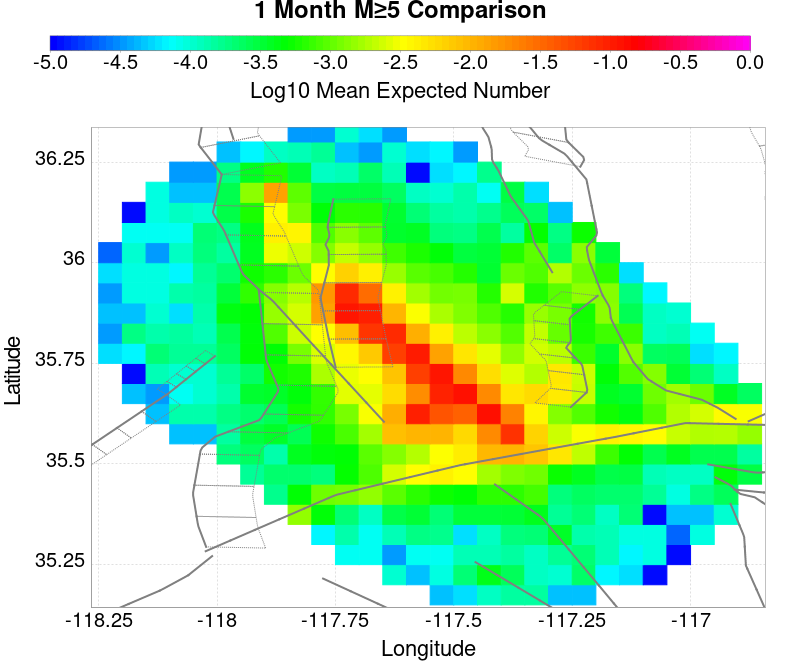 1 Month M≥5 Comparison
-5.0 -4.5 -4.0 -3.5 -3.0 -2.5 -2.0 -1.5 -1.0 -0.5 0.0
Log10 Mean Expected Number
36.25
36
35.75
35.5
35.25
Latitude
-118.25 -118 -117.75 -117.5 -117.25 -117
Longitude